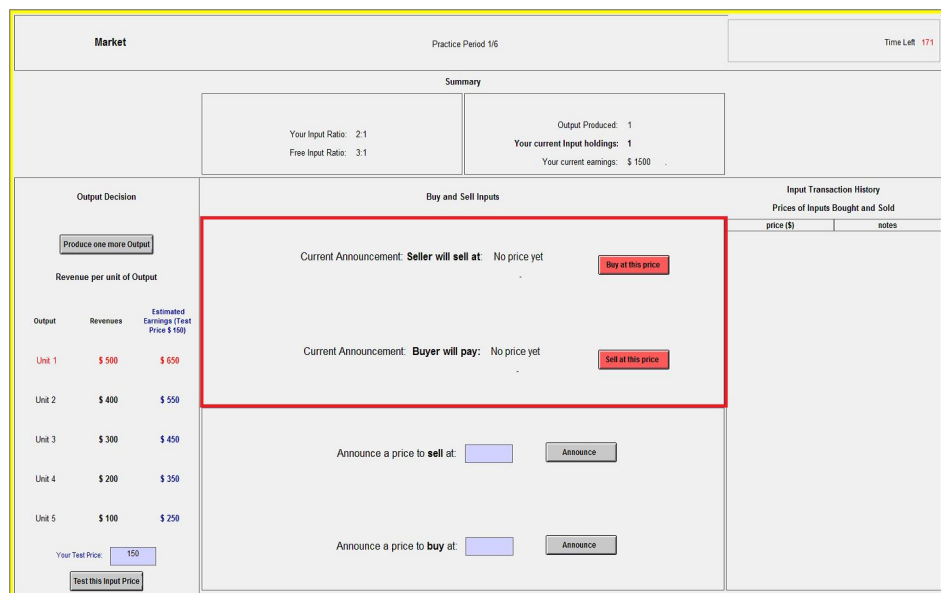 Market
Practice Period 1/6
Time Left 171
Summary
Your Input Ratio: 2:1
Free Input Ratio: 3:1
Output Produced: 1
Your current Input holdings: 1
Your current earnings: $ 1500 .
Output Decision
Produce one more Output
Revenue per unit of Output
Output Revenues Estimated Earnings (Test Price $ 150)
Unit 1 $ 500 $ 650
Unit 2 $ 400 $ 550
Unit 3 $ 300 $ 450
Unit 4 $ 200 $ 350
Unit 5 $ 100 $ 250
Your Test Price: 150
Test this Input Price
Buy and Sell Inputs
Current Announcement: Seller will sell at: No price yet
-
Buy at this price
Current Announcement: Buyer will pay: No price yet
-
Sell at this price
Announce a price to sell at:
Announce
Announce a price to buy at:
Announce
Input Transaction History
Prices of Inputs Bought and Sold
price ($) notes